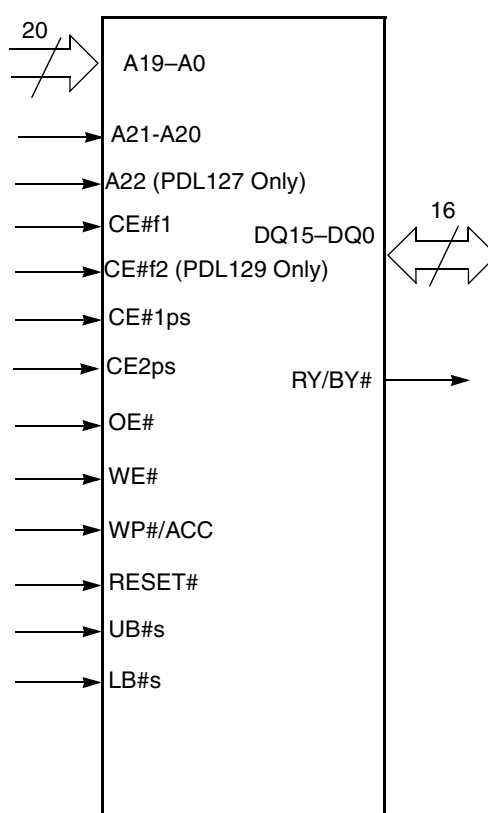 20
A19–A0
A21-A20
A22 (PDL127 Only)
CE#f1
16
DQ15–DQ0
CE#f2 (PDL129 Only)
CE#1ps
CE2ps
RY/BY#
OE#
WE#
WP#/ACC
RESET#
UB#s
LB#s